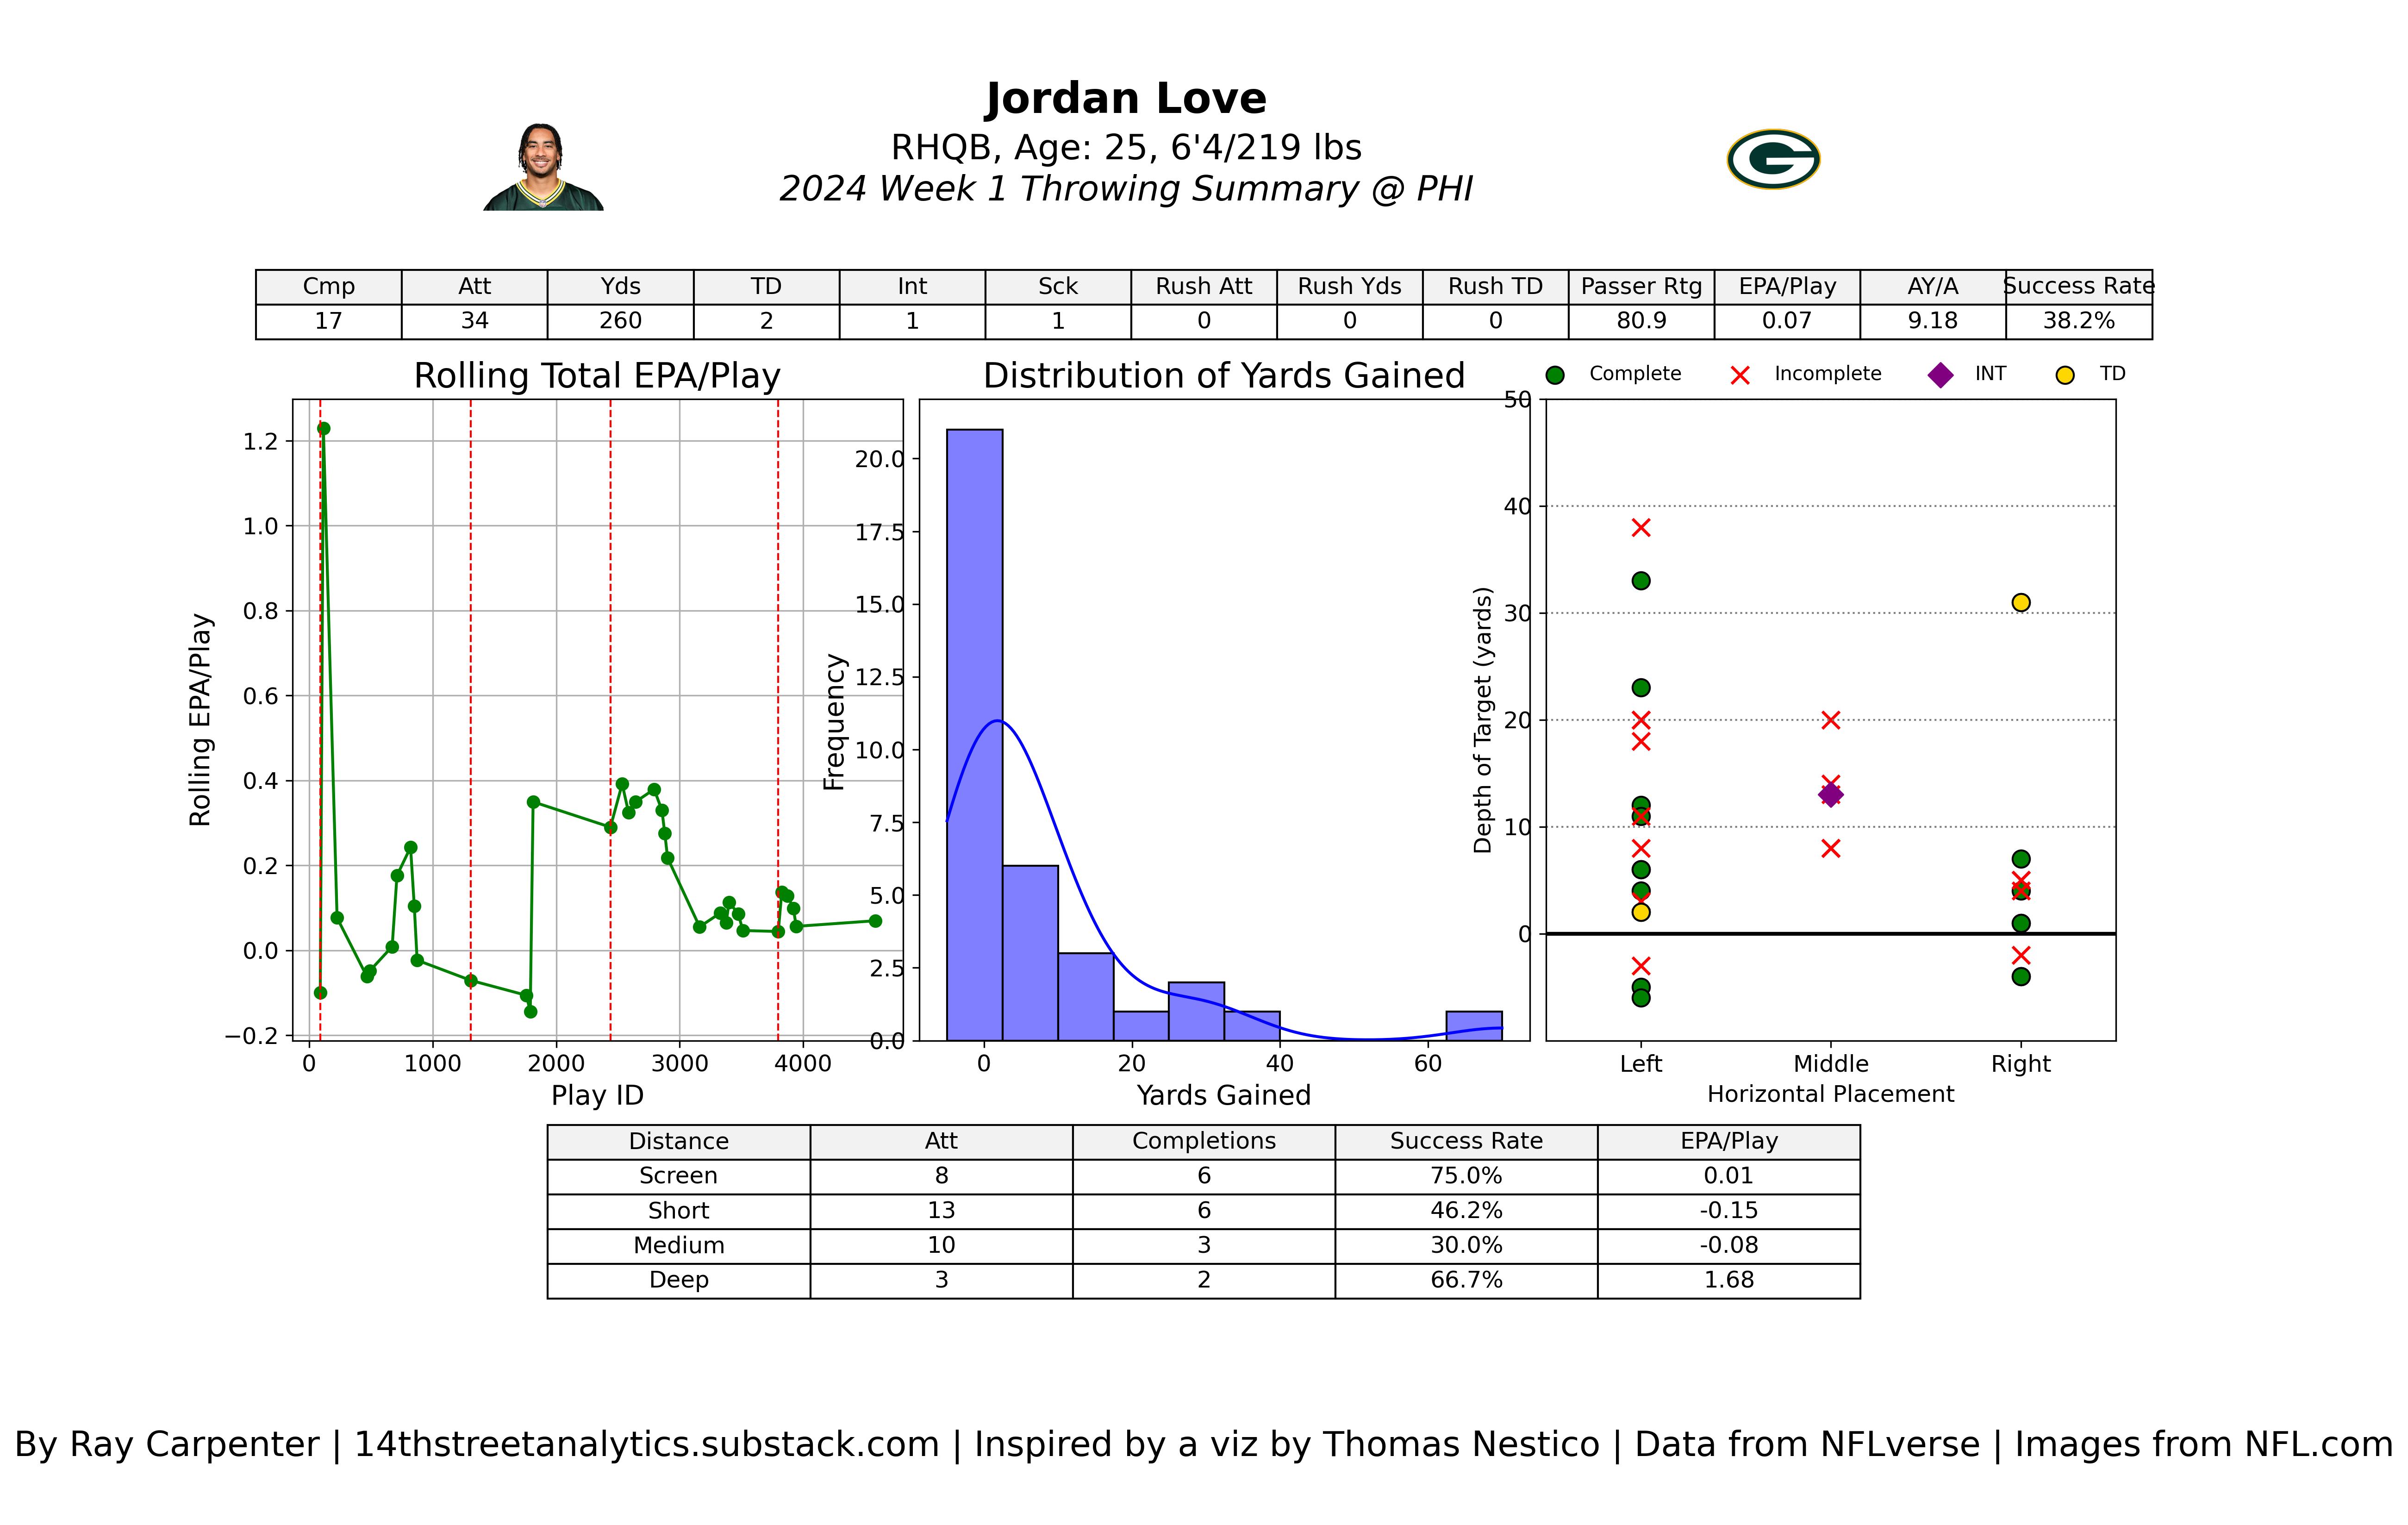 Jordan Love
RHQB, Age: 25, 6'4/219 lbs
2024 Week 1 Throwing Summary @ PHI
G
Cmp Att Yds TD Int Sck Rush Att Rush Yds Rush TD Passer Rtg EPA/Play AY/A Success Rate
17 34 260 2 1 1 0 0 0 80.9 0.07 9.18 38.2%
Rolling Total EPA/Play
1.2
1.0
0.8
0.6
0.4
0.2
0.0
−0.2
Rolling EPA/Play
0 1000 2000 3000 4000
Play ID
Distribution of Yards Gained
20.0
17.5
15.0
12.5
10.0
7.5
5.0
2.5
0.0
Frequency
0 20 40 60
Yards Gained
Complete Incomplete INT TD
50
40
30
20
10
0
Depth of Target (yards)
Left Middle Right
Horizontal Placement
Distance Att Completions Success Rate EPA/Play
Screen 8 6 75.0% 0.01
Short 13 6 46.2% -0.15
Medium 10 3 30.0% -0.08
Deep 3 2 66.7% 1.68
By Ray Carpenter | 14thstreetanalytics.substack.com | Inspired by a viz by Thomas Nestico | Data from NFLverse | Images from NFL.com